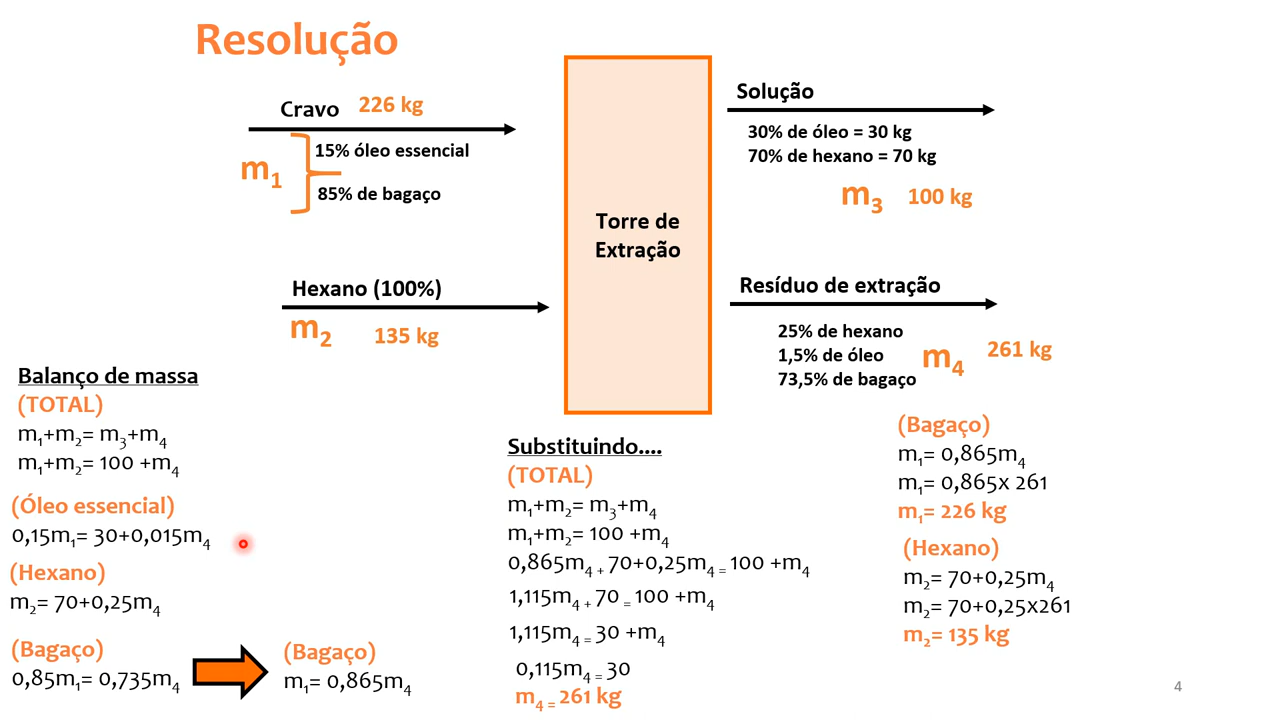 Resolução
Cravo 226 kg
m₁
15% óleo essencial
85% de bagaço
Hexano (100%)
m₂ 135 kg
Torre de
Extração
Solução
30% de óleo = 30 kg
70% de hexano = 70 kg
m₃ 100 kg
Resíduo de extração
25% de hexano
1,5% de óleo
73,5% de bagaço
m₄ 261 kg
Balanço de massa
(TOTAL)
m₁+m₂= m₃+m₄
m₁+m₂= 100 +m₄
(Óleo essencial)
0,15m₁= 30+0,015m₄
(Hexano)
m₂= 70+0,25m₄
(Bagaço)
0,85m₁= 0,735m₄
(Bagaço)
m₁= 0,865m₄
Substituindo....
(TOTAL)
m₁+m₂= m₃+m₄
m₁+m₂= 100 +m₄
0,865m₄ + 70+0,25m₄ = 100 +m₄
1,115m₄ + 70 = 100 +m₄
1,115m₄ = 30 +m₄
0,115m₄ = 30
m₄ = 261 kg
(Bagaço)
m₁= 0,865m₄
m₁= 0,865x 261
m₁= 226 kg
(Hexano)
m₂= 70+0,25m₄
m₂= 70+0,25x261
m₂= 135 kg
4